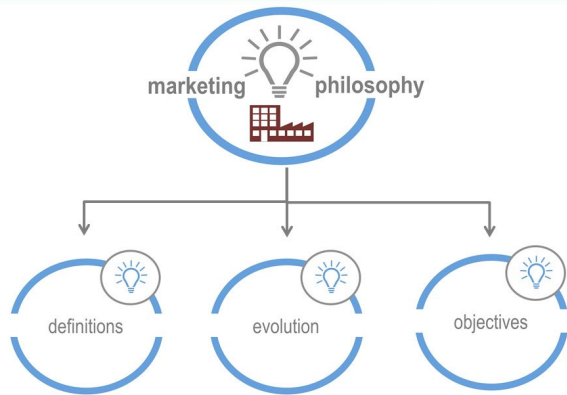 marketing philosophy
definitions
evolution
objectives